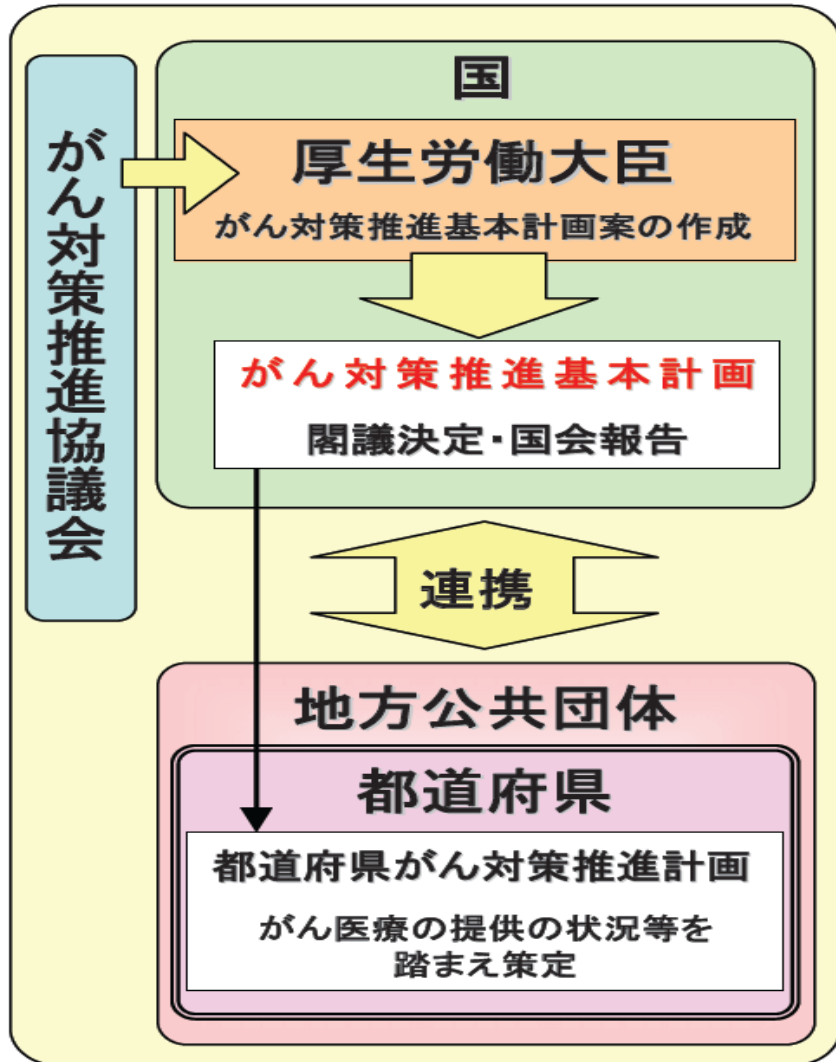 がん対策推進協議会
国
厚生労働大臣
がん対策推進基本計画案の作成
がん対策推進基本計画
閣議決定・国会報告
連携
地方公共団体
都道府県
都道府県がん対策推進計画
がん医療の提供の状況等を
踏まえ策定